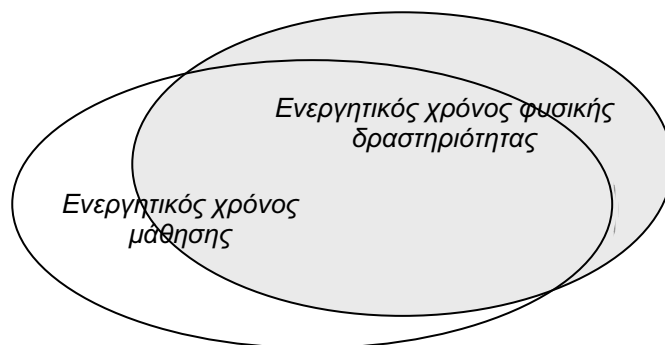 Ενεργητικός χρόνος φυσικής
δραστηριότητας
Ενεργητικός χρόνος
μάθησης